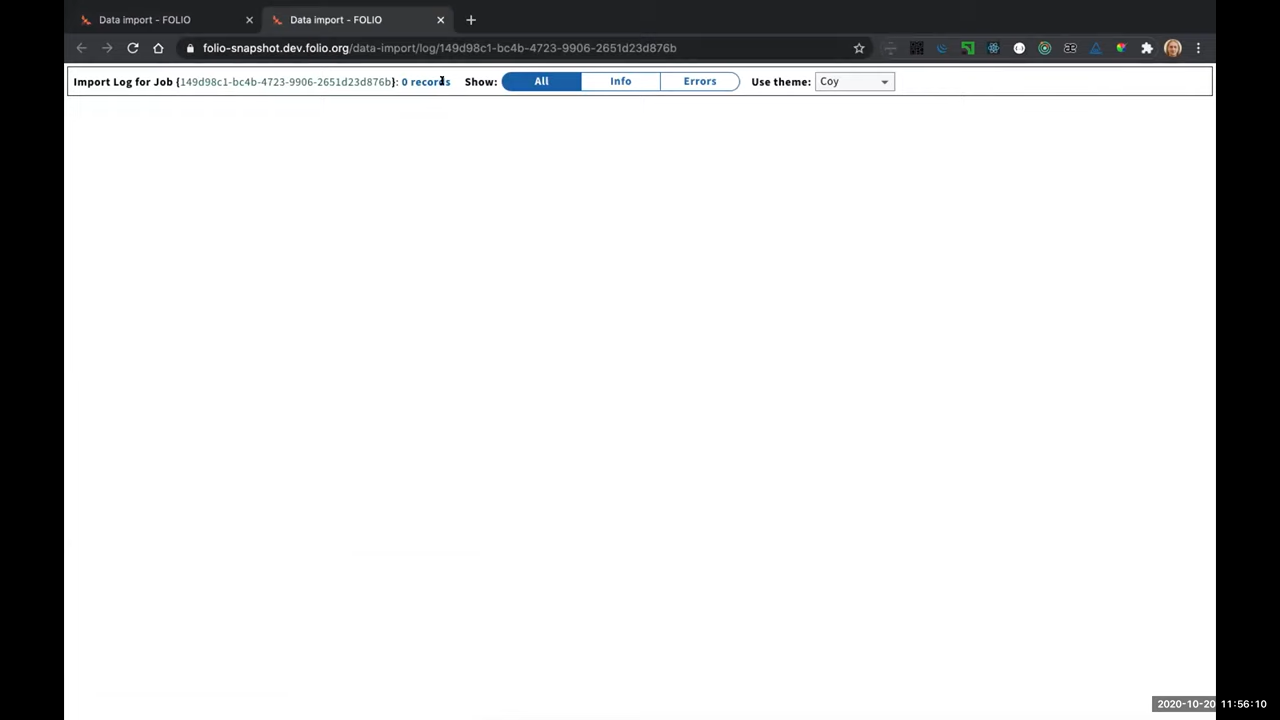 Data import - FOLIO
Data import - FOLIO
folio-snapshot.dev.folio.org/data-import/log/149d98c1-bc4b-4723-9906-2651d23d876b
Import Log for Job {149d98c1-bc4b-4723-9906-2651d23d876b}: 0 records Show: All Info Errors Use theme: Coy
2020-10-20 11:56:10